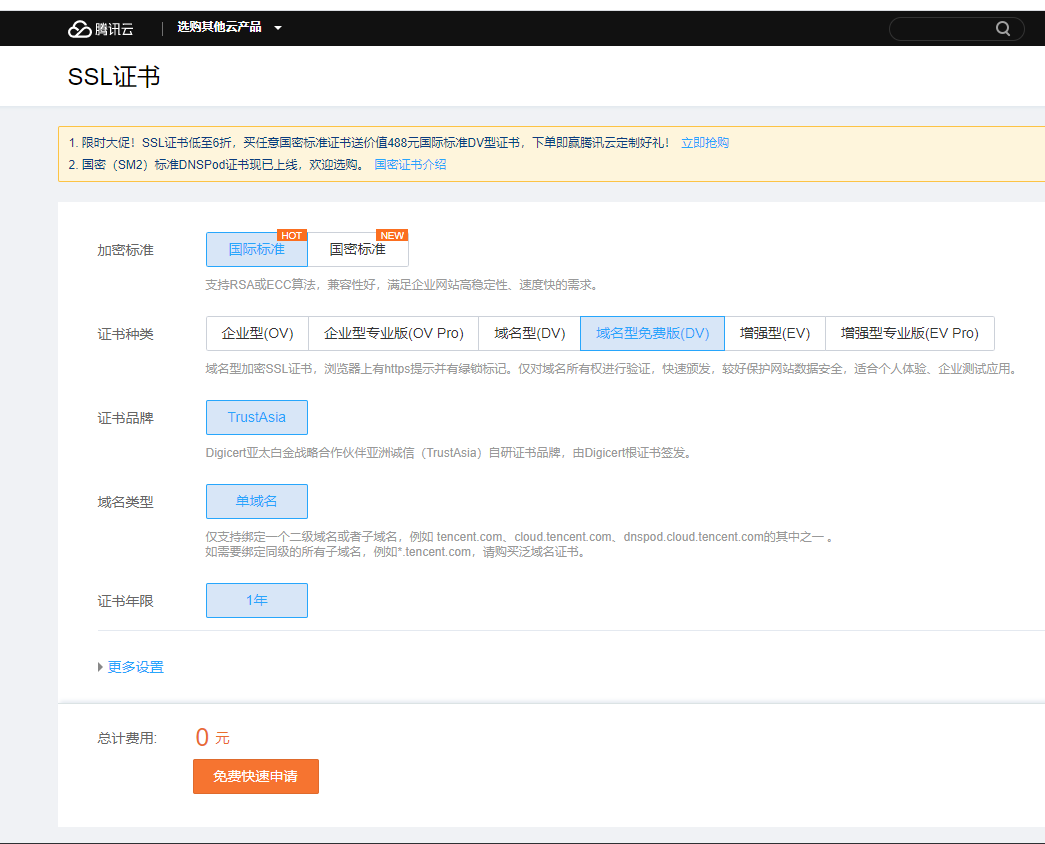 腾讯云 选购其他云产品
SSL证书
1. 限时大促！SSL证书低至6折，买任意国密标准证书送价值488元国际标准DV型证书，下单即赢腾讯云定制好礼！ 立即抢购
2. 国密（SM2）标准DNSPod证书现已上线，欢迎选购。 国密证书介绍
HOT NEW
加密标准 国际标准 国密标准
支持RSA或ECC算法，兼容性好，满足企业网站高稳定性、速度快的需求。
证书种类 企业型(OV) 企业型专业版(OV Pro) 域名型(DV) 域名型免费版(DV) 增强型(EV) 增强型专业版(EV Pro)
域名型加密SSL证书，浏览器上有https提示并有绿锁标记。仅对域名所有权进行验证，快速颁发，较好保护网站数据安全，适合个人体验、企业测试应用。
证书品牌 TrustAsia
Digicert亚太白金战略合作伙伴亚洲诚信（TrustAsia）自研证书品牌，由Digicert根证书签发。
域名类型 单域名
仅支持绑定一个二级域名或者子域名，例如 tencent.com、cloud.tencent.com、dnspod.cloud.tencent.com的其中之一 。
如需要绑定同级的所有子域名，例如*.tencent.com，请购买泛域名证书。
证书年限 1年
更多设置
总计费用: 0 元
免费快速申请